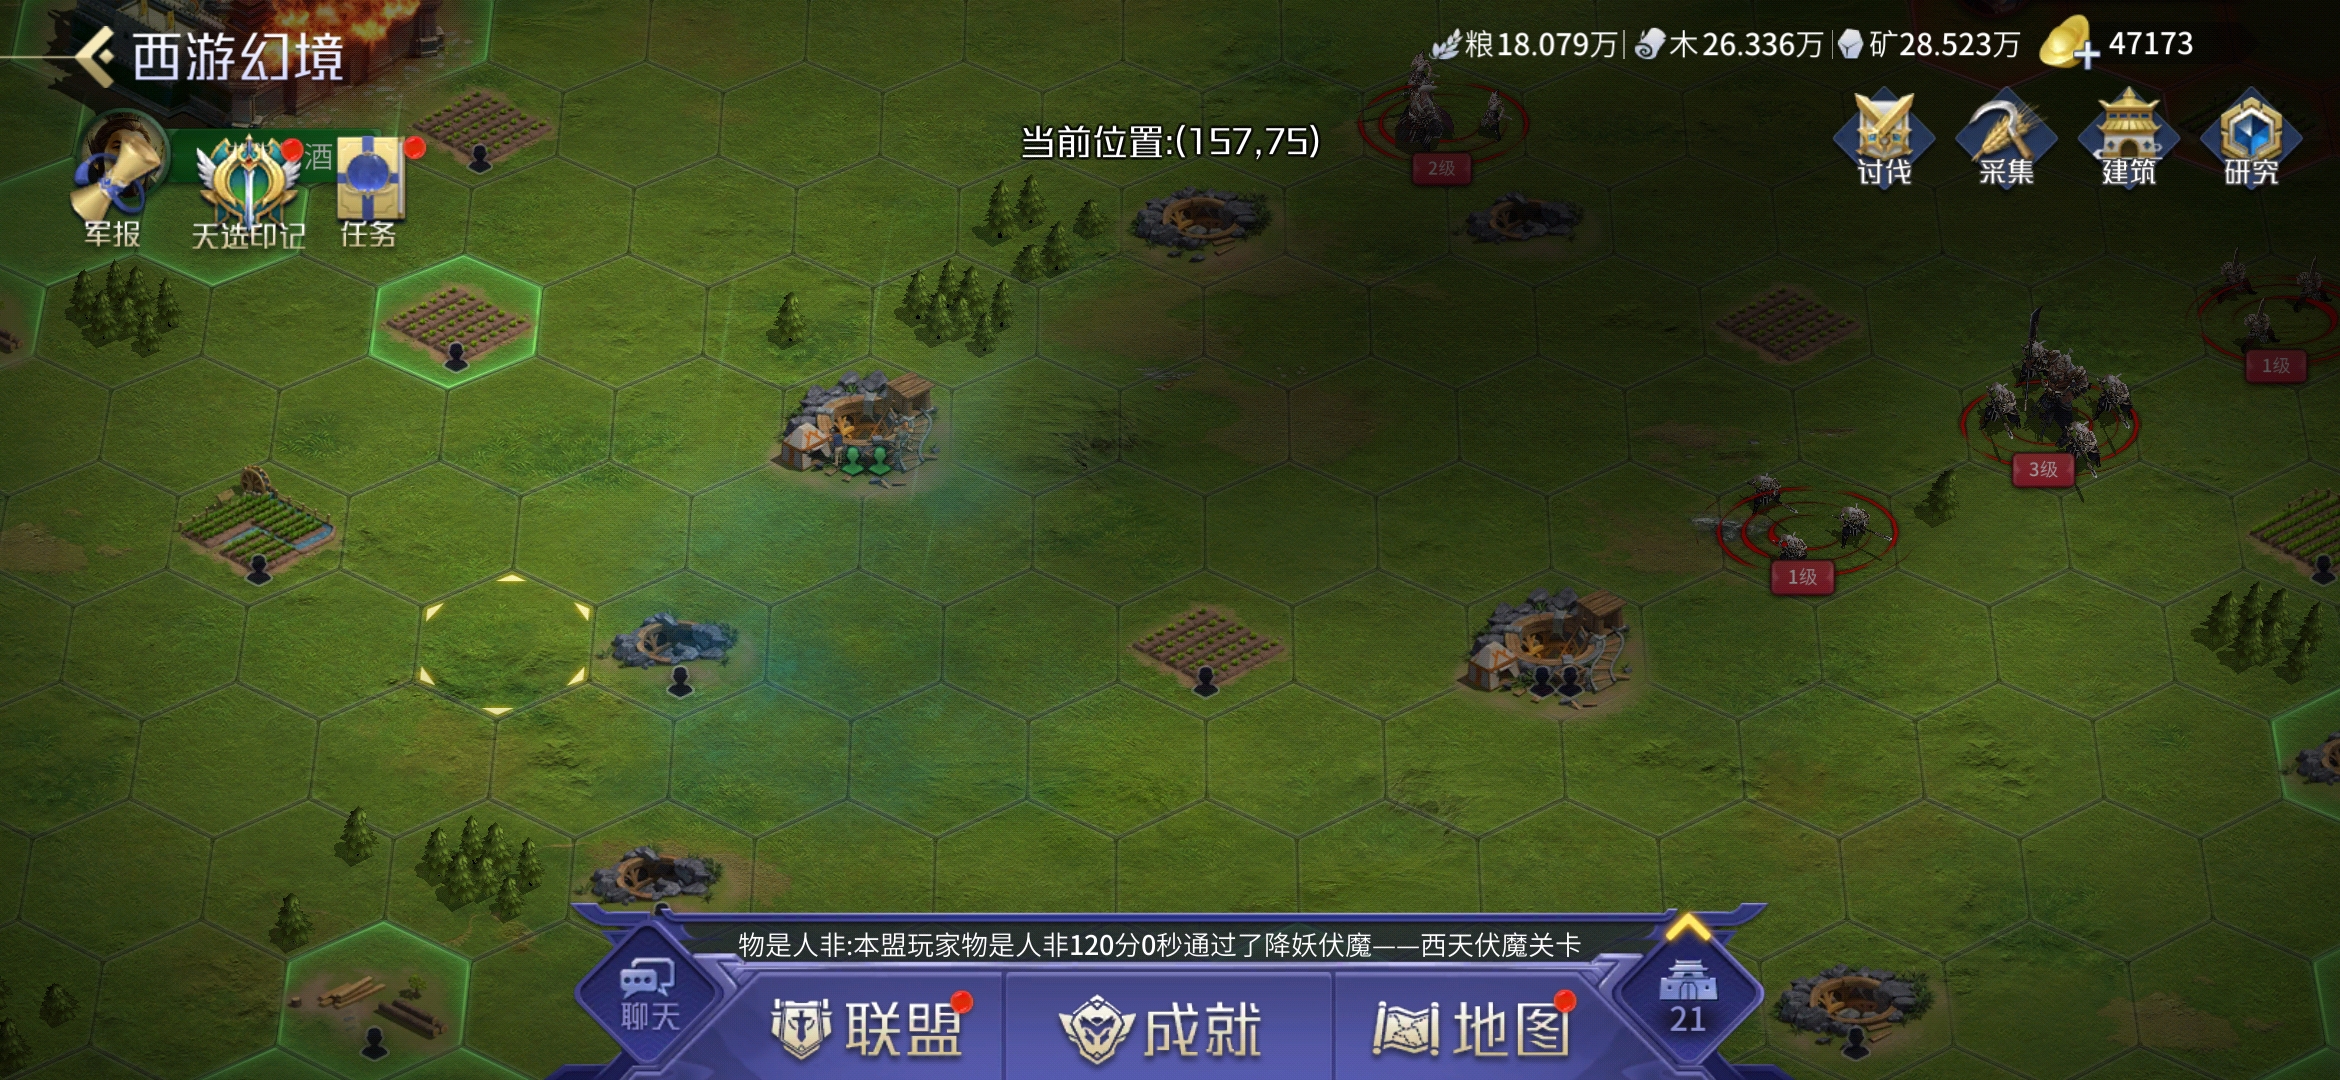 西游幻境
粮18.079万 木26.336万 矿28.523万 47173
当前位置:(157,75)
讨伐 采集 建筑 研究
酒
军报 天选印记 任务
2级
1级
3级
1级
物是人非:本盟玩家物是人非120分0秒通过了降妖伏魔——西天伏魔关卡
聊天 联盟 成就 地图 21